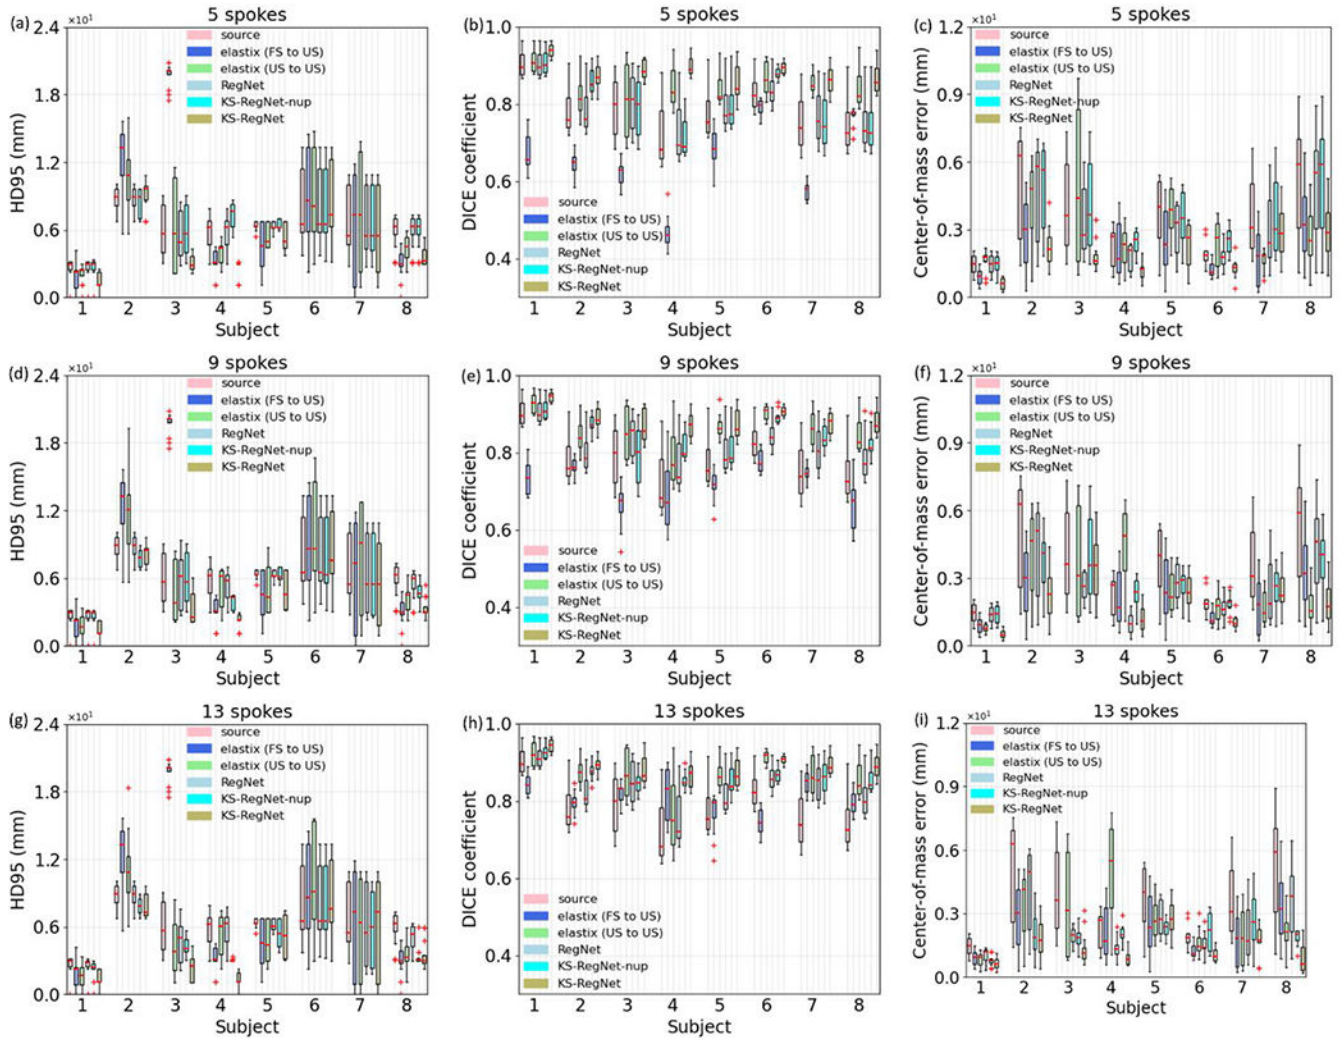 (a) 5 spokes
×10¹
2.4
1.8
1.2
0.6
0.0
HD95 (mm)
source
elastix (FS to US)
elastix (US to US)
RegNet
KS-RegNet-nup
KS-RegNet
1 2 3 4 5 6 7 8
Subject
(b) 5 spokes
1.0
0.8
0.6
0.4
DICE coefficient
source
elastix (FS to US)
elastix (US to US)
RegNet
KS-RegNet-nup
KS-RegNet
1 2 3 4 5 6 7 8
Subject
(c) 5 spokes
×10¹
1.2
0.9
0.6
0.3
0.0
Center-of-mass error (mm)
source
elastix (FS to US)
elastix (US to US)
RegNet
KS-RegNet-nup
KS-RegNet
1 2 3 4 5 6 7 8
Subject
(d) 9 spokes
×10¹
2.4
1.8
1.2
0.6
0.0
HD95 (mm)
source
elastix (FS to US)
elastix (US to US)
RegNet
KS-RegNet-nup
KS-RegNet
1 2 3 4 5 6 7 8
Subject
(e) 9 spokes
1.0
0.8
0.6
0.4
DICE coefficient
source
elastix (FS to US)
elastix (US to US)
RegNet
KS-RegNet-nup
KS-RegNet
1 2 3 4 5 6 7 8
Subject
(f) 9 spokes
×10¹
1.2
0.9
0.6
0.3
0.0
Center-of-mass error (mm)
source
elastix (FS to US)
elastix (US to US)
RegNet
KS-RegNet-nup
KS-RegNet
1 2 3 4 5 6 7 8
Subject
(g) 13 spokes
×10¹
2.4
1.8
1.2
0.6
0.0
HD95 (mm)
source
elastix (FS to US)
elastix (US to US)
RegNet
KS-RegNet-nup
KS-RegNet
1 2 3 4 5 6 7 8
Subject
(h) 13 spokes
1.0
0.8
0.6
0.4
DICE coefficient
source
elastix (FS to US)
elastix (US to US)
RegNet
KS-RegNet-nup
KS-RegNet
1 2 3 4 5 6 7 8
Subject
(i) 13 spokes
×10¹
1.2
0.9
0.6
0.3
0.0
Center-of-mass error (mm)
source
elastix (FS to US)
elastix (US to US)
RegNet
KS-RegNet-nup
KS-RegNet
1 2 3 4 5 6 7 8
Subject